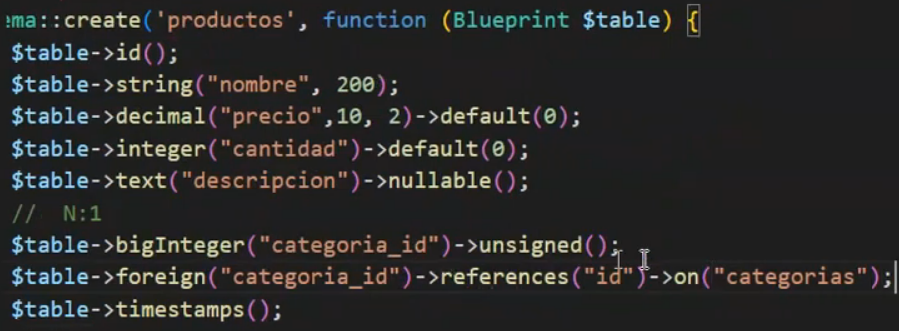 ema::create('productos', function (Blueprint $table) {
$table->id();
$table->string("nombre", 200);
$table->decimal("precio",10, 2)->default(0);
$table->integer("cantidad")->default(0);
$table->text("descripcion")->nullable();
//  N:1
$table->bigInteger("categoria_id")->unsigned();
$table->foreign("categoria_id")->references("id")->on("categorias");
$table->timestamps();